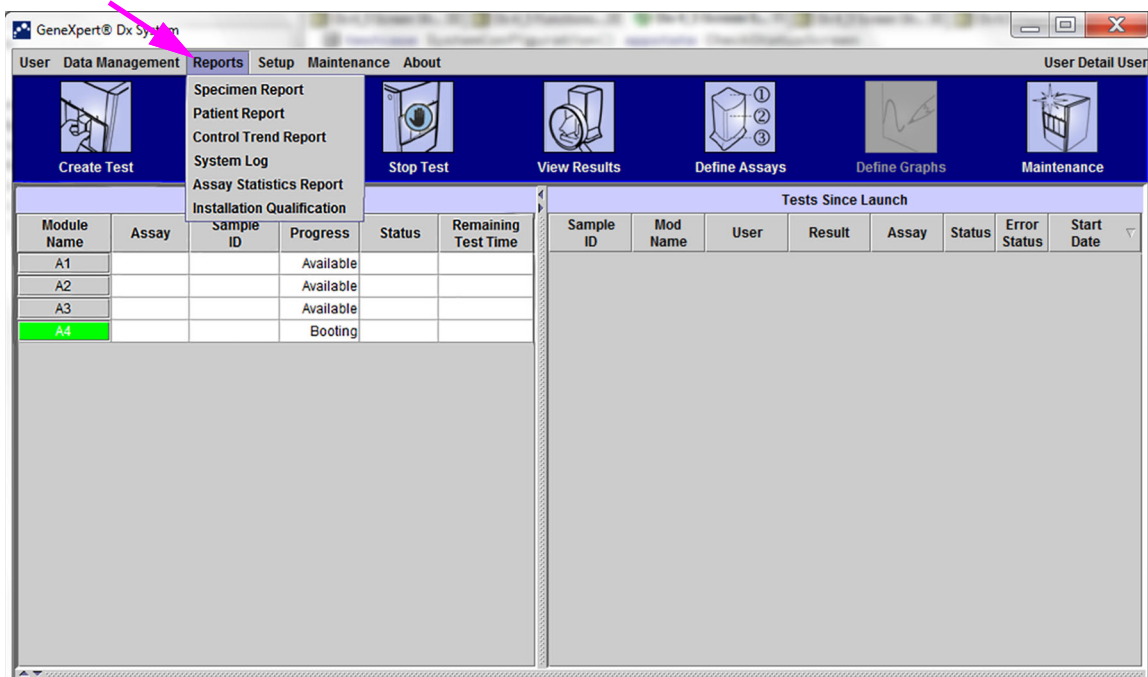 GeneXpert® Dx System
User Data Management Reports Setup Maintenance About User Detail User
Specimen Report
Patient Report
Control Trend Report
System Log
Assay Statistics Report
Installation Qualification
Create Test Stop Test View Results Define Assays Define Graphs Maintenance
Tests Since Launch
Module Name Assay Sample ID Progress Status Remaining Test Time
Sample ID Mod Name User Result Assay Status Error Status Start Date
A1 Available
A2 Available
A3 Available
A4 Booting